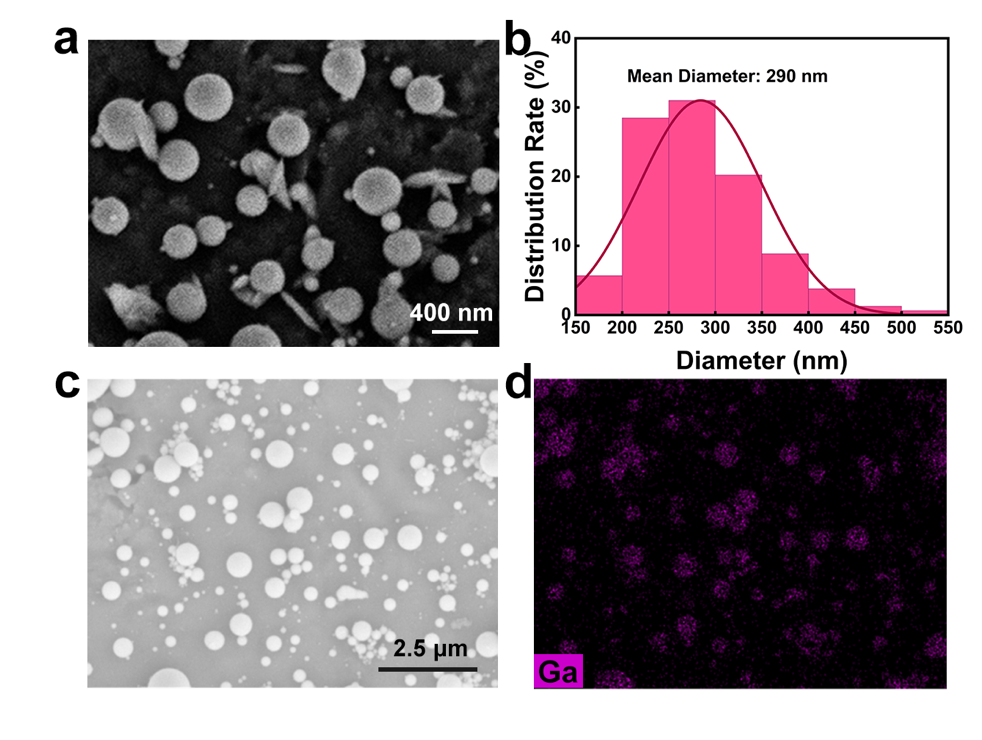 a
400 nm
b
Distribution Rate (%)
40
30
20
10
0
Mean Diameter: 290 nm
150 200 250 300 350 400 450 500 550
Diameter (nm)
c
2.5 μm
d
Ga